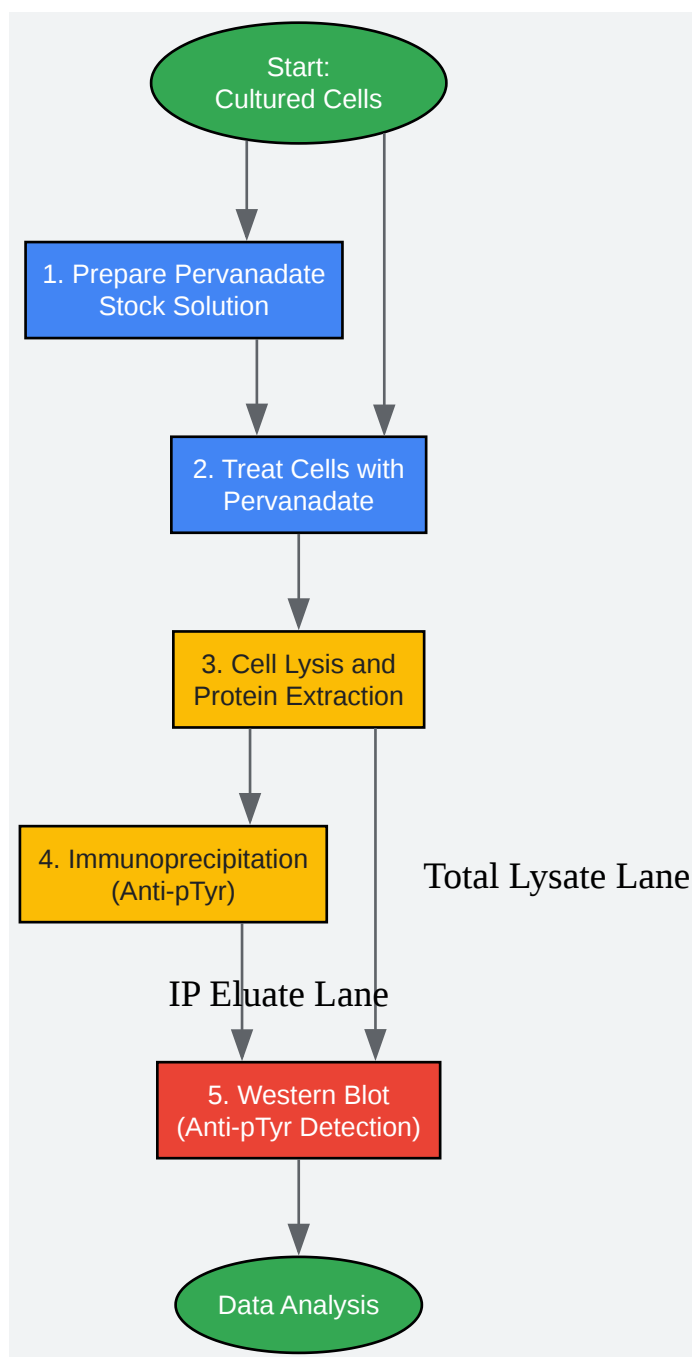 Start:
Cultured Cells
1. Prepare Pervanadate
Stock Solution
2. Treat Cells with
Pervanadate
3. Cell Lysis and
Protein Extraction
4. Immunoprecipitation
(Anti-pTyr)
Total Lysate Lane
IP Eluate Lane
5. Western Blot
(Anti-pTyr Detection)
Data Analysis